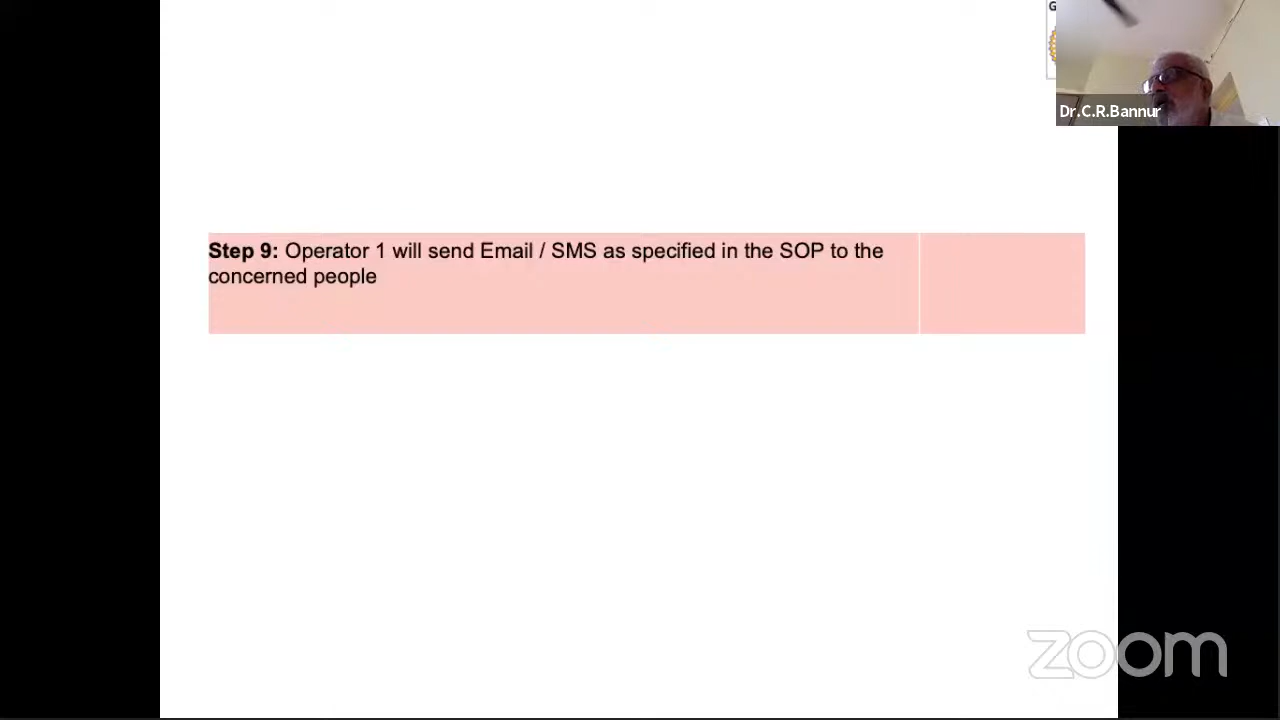 G
Dr.C.R.Bannur
Step 9: Operator 1 will send Email / SMS as specified in the SOP to the
concerned people
zoom